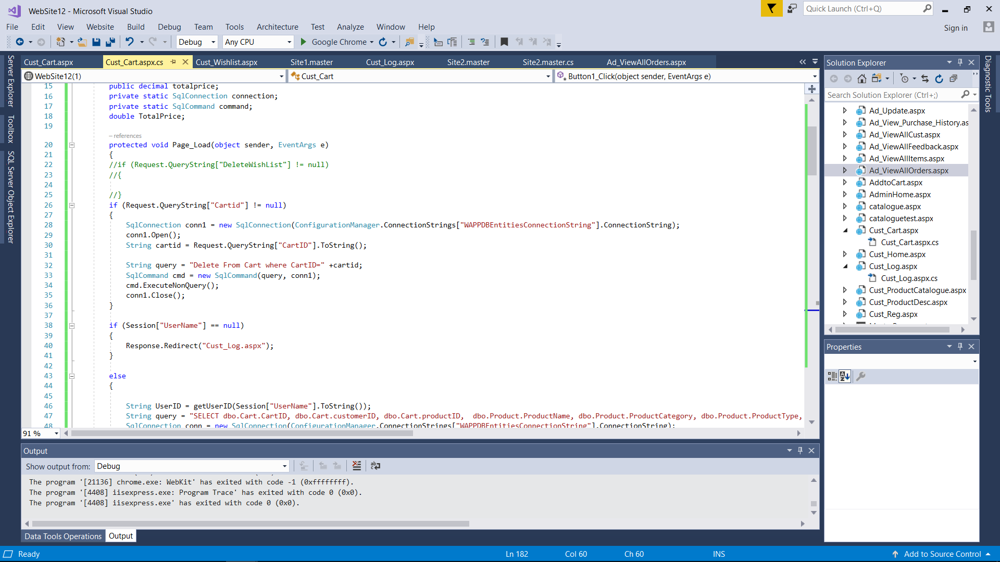 WebSite12 - Microsoft Visual Studio
Quick Launch (Ctrl+Q)
File Edit View Website Build Debug Team Tools Architecture Test Analyze Window Help
Sign in
Debug Any CPU Google Chrome
Cust_Cart.aspx Cust_Cart.aspx.cs Cust_Wishlist.aspx Site1.master Cust_Log.aspx Site2.master Site2.master.cs Ad_ViewAllOrders.aspx
WebSite12(1) Cust_Cart Button1_Click(object sender, EventArgs e)
Server Explorer
Toolbox
SQL Server Object Explorer
15 public decimal totalprice;
16 private static SqlConnection connection;
17 private static SqlCommand command;
18 double TotalPrice;
19
– references
20 protected void Page_Load(object sender, EventArgs e)
21 {
22 //if (Request.QueryString["DeleteWishList"] != null)
23 //{
24
25 //}
26 if (Request.QueryString["Cartid"] != null)
27 {
28 SqlConnection conn1 = new SqlConnection(ConfigurationManager.ConnectionStrings["WAPPDBEntitiesConnectionString"].ConnectionString);
29 conn1.Open();
30 String cartid = Request.QueryString["CartID"].ToString();
31
32 String query = "Delete From Cart where CartID=" +cartid;
33 SqlCommand cmd = new SqlCommand(query, conn1);
34 cmd.ExecuteNonQuery();
35 conn1.Close();
36 }
37
38 if (Session["UserName"] == null)
39 {
40 Response.Redirect("Cust_Log.aspx");
41 }
42
43 else
44 {
45
46 String UserID = getUserID(Session["UserName"].ToString());
47 String query = "SELECT dbo.Cart.CartID, dbo.Cart.customerID, dbo.Cart.productID, dbo.Product.ProductName, dbo.Product.ProductCategory, dbo.Product.ProductType,
48 SqlConnection conn = new SqlConnection(ConfigurationManager.ConnectionStrings["WAPPDBEntitiesConnectionString"].ConnectionString);
91 %
Output
Show output from: Debug
The program '[21136] chrome.exe: WebKit' has exited with code -1 (0xffffffff).
The program '[4408] iisexpress.exe: Program Trace' has exited with code 0 (0x0).
The program '[4408] iisexpress.exe' has exited with code 0 (0x0).
Data Tools Operations Output
Solution Explorer
Search Solution Explorer (Ctrl+;)
Ad_Update.aspx
Ad_View_Purchase_History.as
Ad_ViewAllCust.aspx
Ad_ViewAllFeedback.aspx
Ad_ViewAllItems.aspx
Ad_ViewAllOrders.aspx
AddtoCart.aspx
AdminHome.aspx
catalogue.aspx
cataloguetest.aspx
Cust_Cart.aspx
Cust_Cart.aspx.cs
Cust_Home.aspx
Cust_Log.aspx
Cust_Log.aspx.cs
Cust_ProductCatalogue.aspx
Cust_ProductDesc.aspx
Cust_Reg.aspx
Properties
Diagnostic Tools
Ready Ln 182 Col 60 Ch 60 INS Add to Source Control